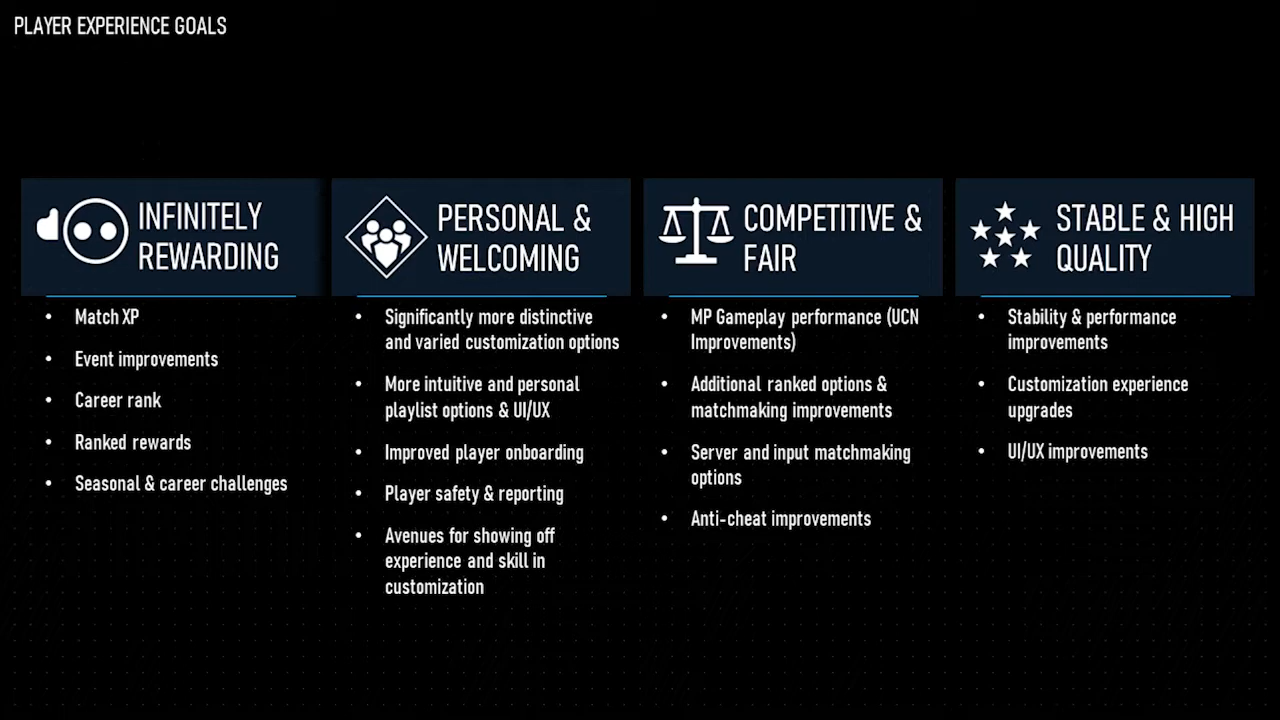 PLAYER EXPERIENCE GOALS
INFINITELY
REWARDING
• Match XP
• Event improvements
• Career rank
• Ranked rewards
• Seasonal & career challenges
PERSONAL &
WELCOMING
• Significantly more distinctive
and varied customization options
• More intuitive and personal
playlist options & UI/UX
• Improved player onboarding
• Player safety & reporting
• Avenues for showing off
experience and skill in
customization
COMPETITIVE &
FAIR
• MP Gameplay performance (UCN
Improvements)
• Additional ranked options &
matchmaking improvements
• Server and input matchmaking
options
• Anti-cheat improvements
STABLE & HIGH
QUALITY
• Stability & performance
improvements
• Customization experience
upgrades
• UI/UX improvements